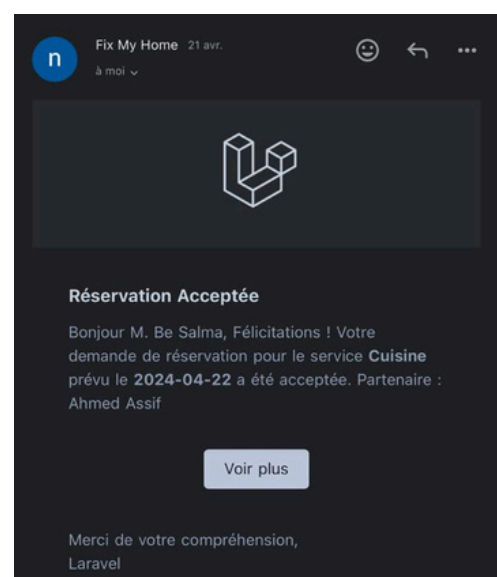 n
Fix My Home 21 avr.
à moi
Réservation Acceptée
Bonjour M. Be Salma, Félicitations ! Votre
demande de réservation pour le service Cuisine
prévu le 2024-04-22 a été acceptée. Partenaire :
Ahmed Assif
Voir plus
Merci de votre compréhension,
Laravel